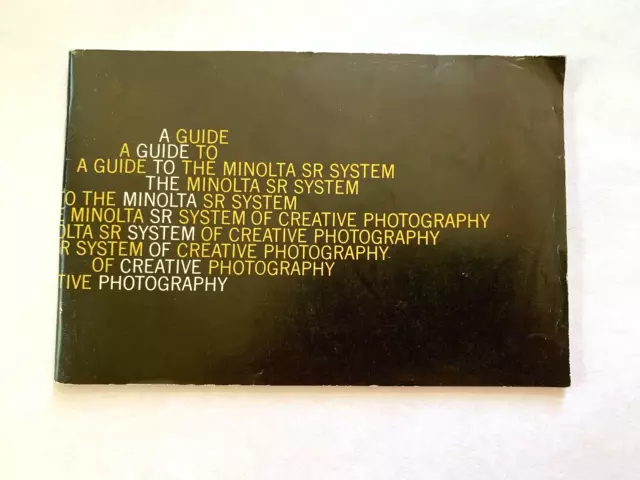 A GUIDE
A GUIDE TO
A GUIDE TO THE MINOLTA SR SYSTEM
THE MINOLTA SR SYSTEM
O THE MINOLTA SR SYSTEM
E MINOLTA SR SYSTEM OF CREATIVE PHOTOGRAPHY
OLTA SR SYSTEM OF CREATIVE PHOTOGRAPHY
R SYSTEM OF CREATIVE PHOTOGRAPHY
OF CREATIVE PHOTOGRAPHY
TIVE PHOTOGRAPHY